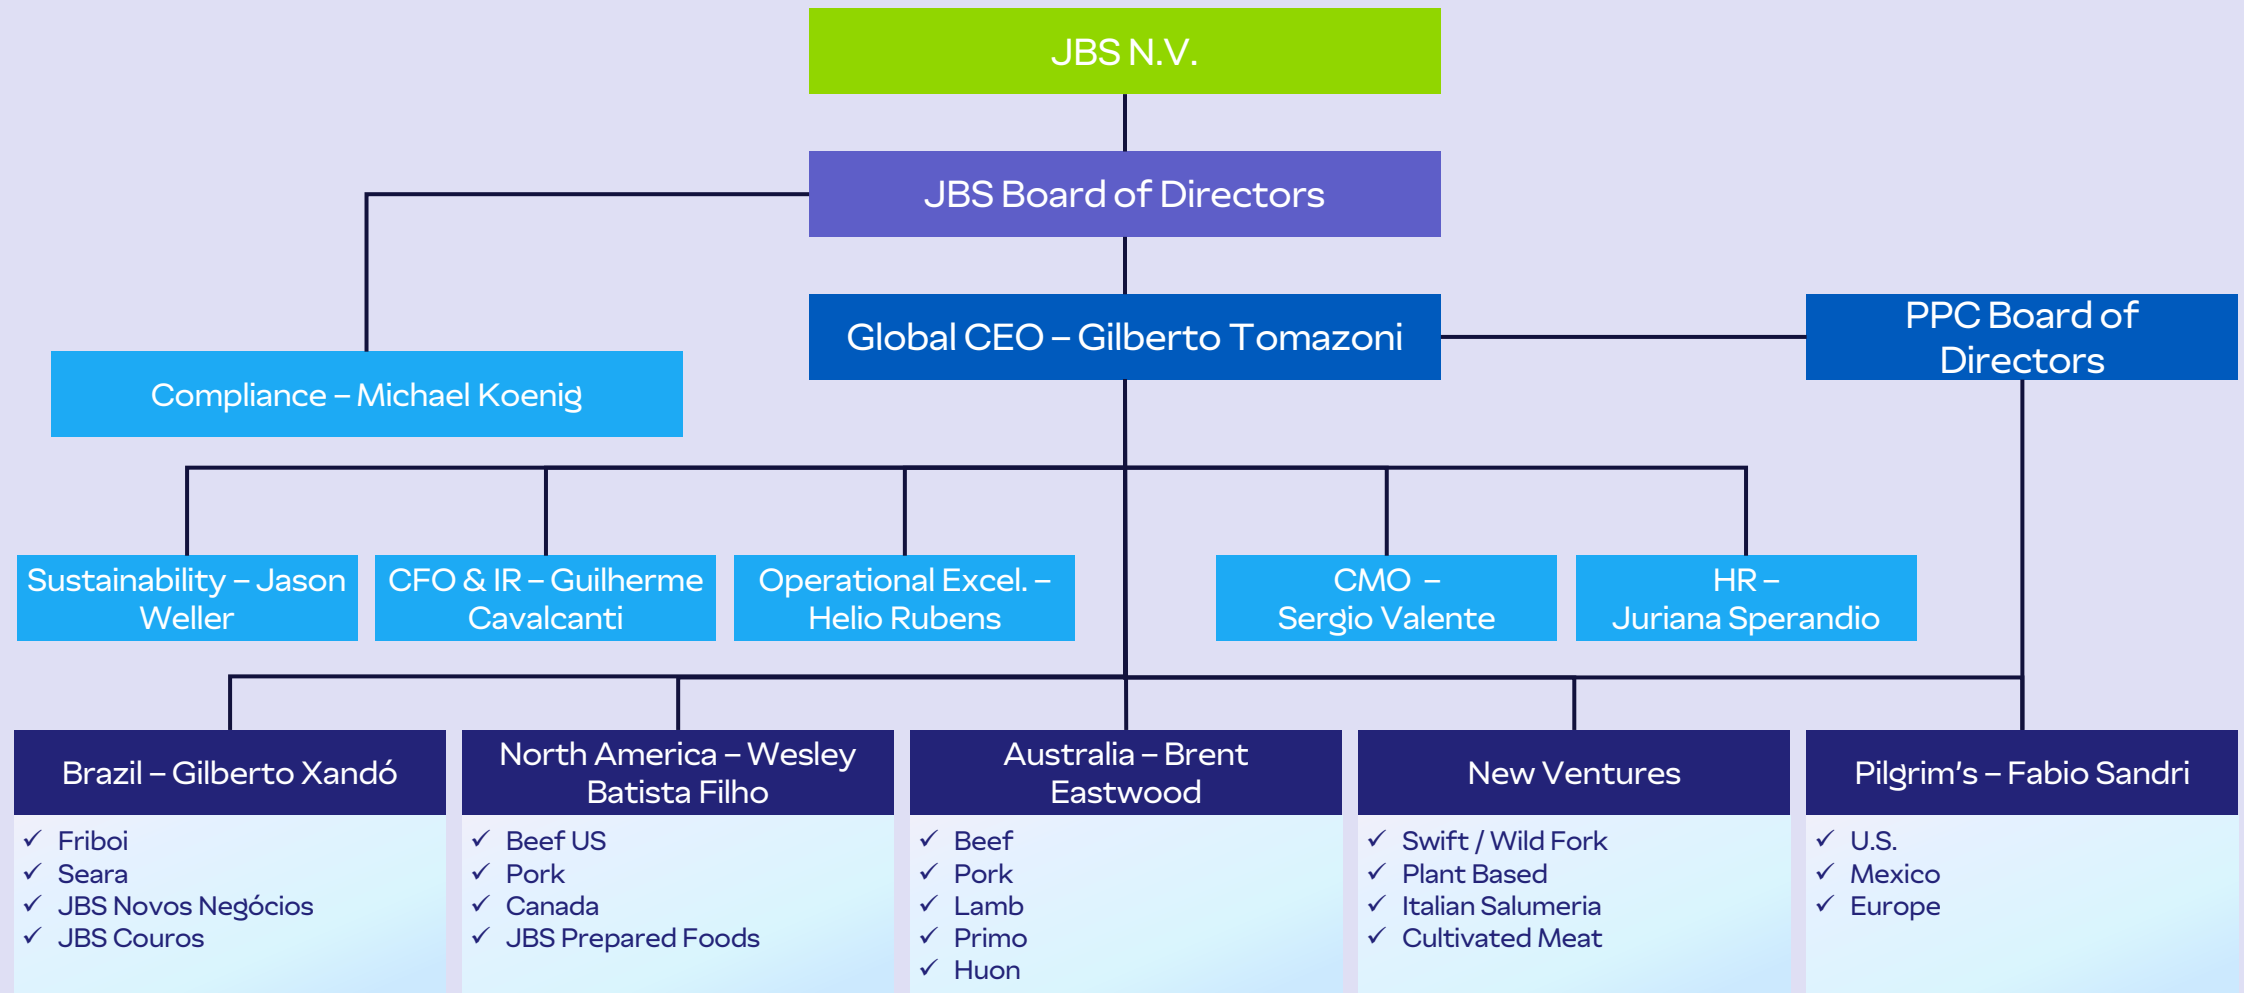 JBS N.V.
JBS Board of Directors
Global CEO – Gilberto Tomazoni
PPC Board of
Directors
Compliance – Michael Koenig
Sustainability – Jason
Weller
CFO & IR – Guilherme
Cavalcanti
Operational Excel. –
Helio Rubens
CMO –
Sergio Valente
HR –
Juriana Sperandio
Brazil – Gilberto Xandó
✓ Friboi
✓ Seara
✓ JBS Novos Negócios
✓ JBS Couros
North America – Wesley
Batista Filho
✓ Beef US
✓ Pork
✓ Canada
✓ JBS Prepared Foods
Australia – Brent
Eastwood
✓ Beef
✓ Pork
✓ Lamb
✓ Primo
✓ Huon
New Ventures
✓ Swift / Wild Fork
✓ Plant Based
✓ Italian Salumeria
✓ Cultivated Meat
Pilgrim's – Fabio Sandri
✓ U.S.
✓ Mexico
✓ Europe